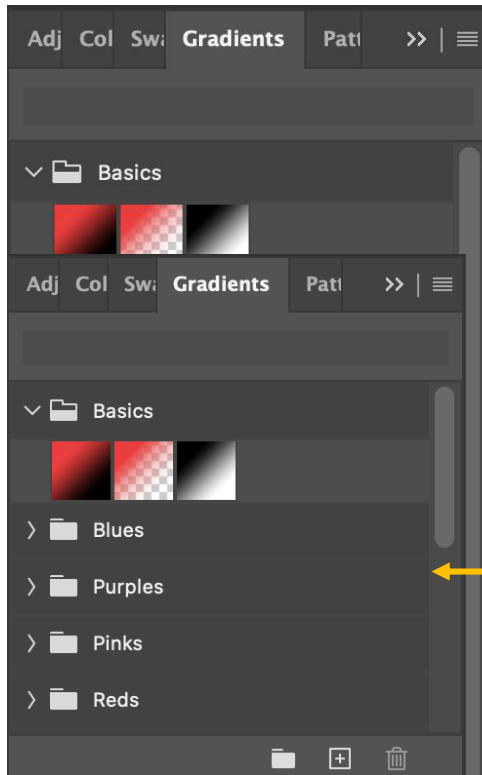 Adj Col Swa Gradients Patt >> | ≡
Basics
Adj Col Swa Gradients Patt >> | ≡
Basics
Blues
Purples
Pinks
Reds